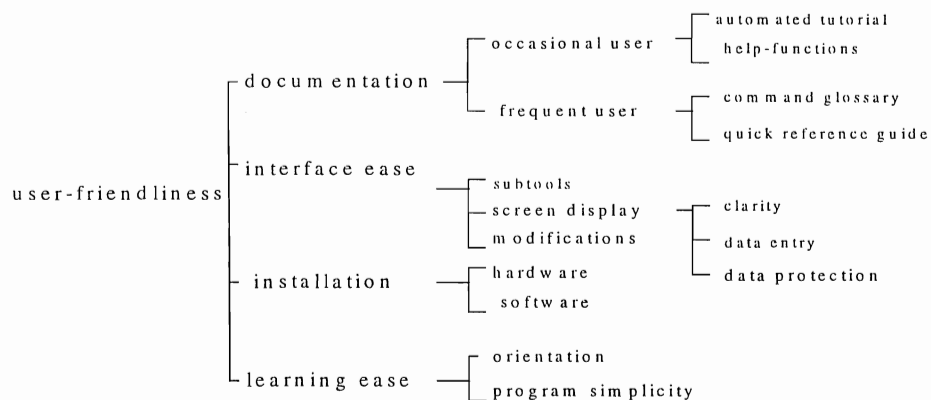 automated tutorial
occasional user
help-functions
documentation
command glossary
frequent user
quick reference guide
interface ease
subtools
user-friendliness
screen display
clarity
modifications
data entry
hardware
data protection
installation
software
orientation
learning ease
program simplicity